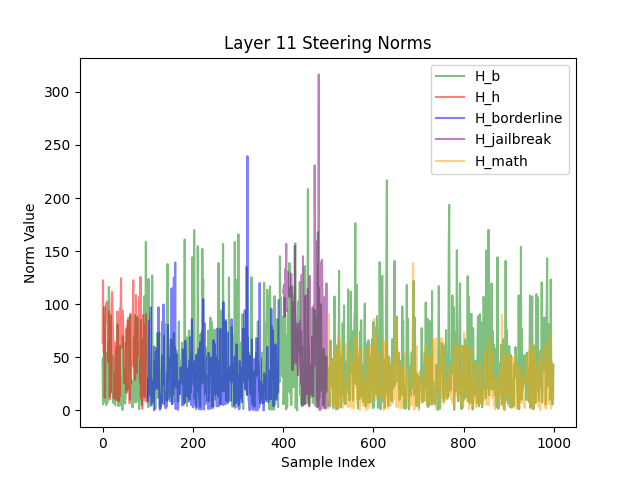 Layer 11 Steering Norms
H_b
H_h
H_borderline
H_jailbreak
H_math
Norm Value
300
250
200
150
100
50
0
0
200
400
600
800
1000
Sample Index